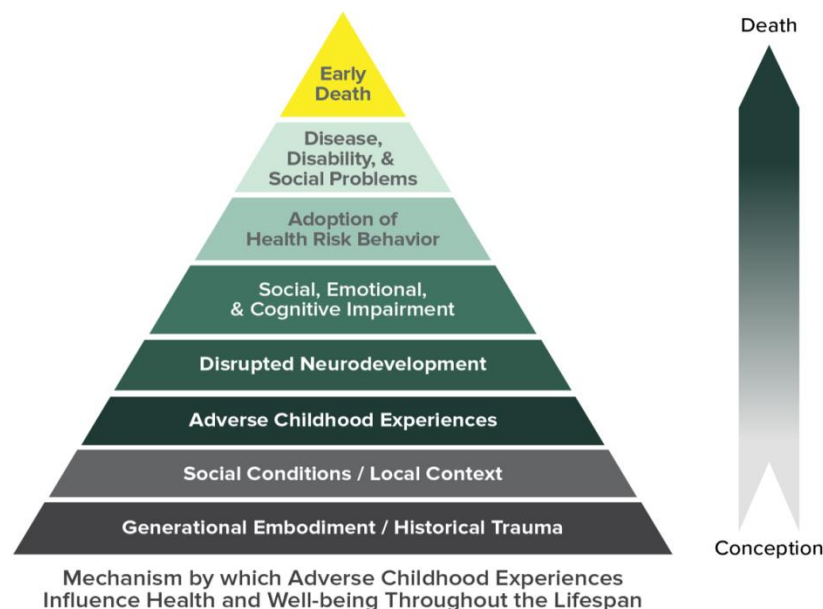 Death
Early
Death
Disease,
Disability, &
Social Problems
Adoption of
Health Risk Behavior
Social, Emotional,
& Cognitive Impairment
Disrupted Neurodevelopment
Adverse Childhood Experiences
Social Conditions / Local Context
Generational Embodiment / Historical Trauma
Conception
Mechanism by which Adverse Childhood Experiences
Influence Health and Well-being Throughout the Lifespan